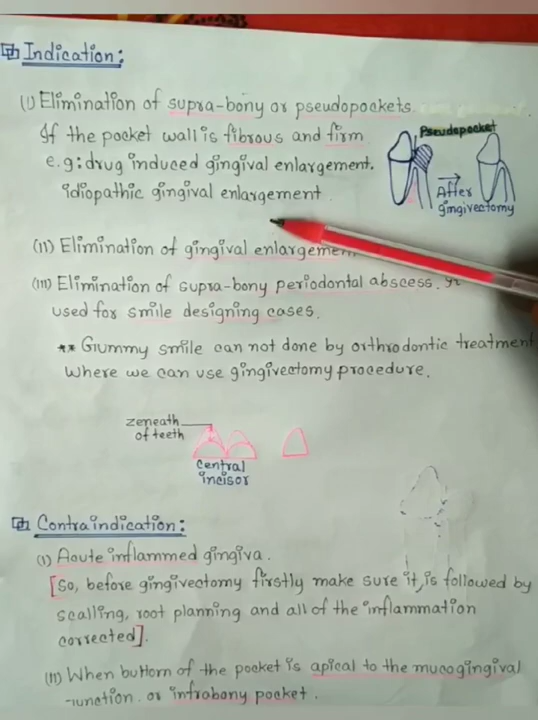 Indication:
(i) Elimination of supra-bony or pseudopockets.
If the pocket wall is fibrous and firm
e.g: drug induced gingival enlargement.
idiopathic gingival enlargement
Pseudopocket
After
gingivectomy
(ii) Elimination of gingival enlargement
(iii) Elimination of supra-bony periodontal abscess.
used for smile designing cases.
** Gummy smile can not done by orthrodontic treatment
Where we can use gingivectomy procedure.
zeneath
of teeth
central
incisor
Contraindication:
(i) Acute inflammed gingiva.
[So, before gingivectomy firstly make sure it, is followed by
scalling, root planning and all of the inflammation
corrected].
(ii) When buttom of the pocket is apical to the mucogingival
junction. or infrabony pocket.